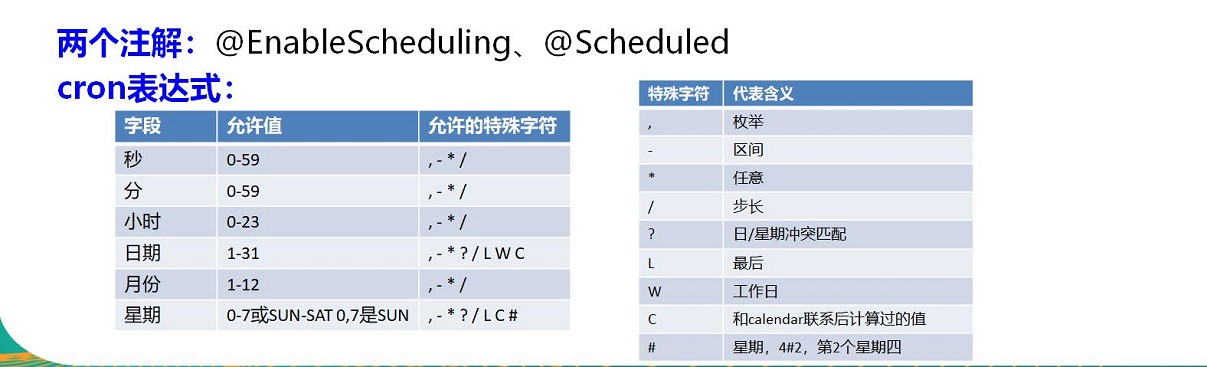 两个注解：@EnableScheduling、@Scheduled
cron表达式：
字段 允许值 允许的特殊字符
秒 0-59 , - * /
分 0-59 , - * /
小时 0-23 , - * /
日期 1-31 , - * ? / L W C
月份 1-12 , - * /
星期 0-7或SUN-SAT 0,7是SUN , - * ? / L C #
特殊字符 代表含义
, 枚举
- 区间
* 任意
/ 步长
? 日/星期冲突匹配
L 最后
W 工作日
C 和calendar联系后计算过的值
# 星期，4#2，第2个星期四